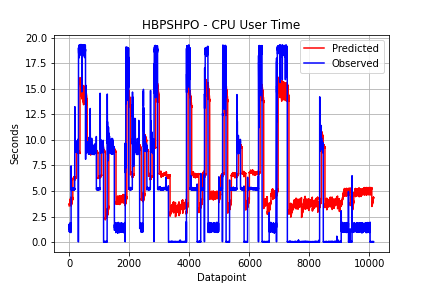 HBPSHPO - CPU User Time
Predicted
Observed
Seconds
20.0
17.5
15.0
12.5
10.0
7.5
5.0
2.5
0.0
0 2000 4000 6000 8000 10000
Datapoint